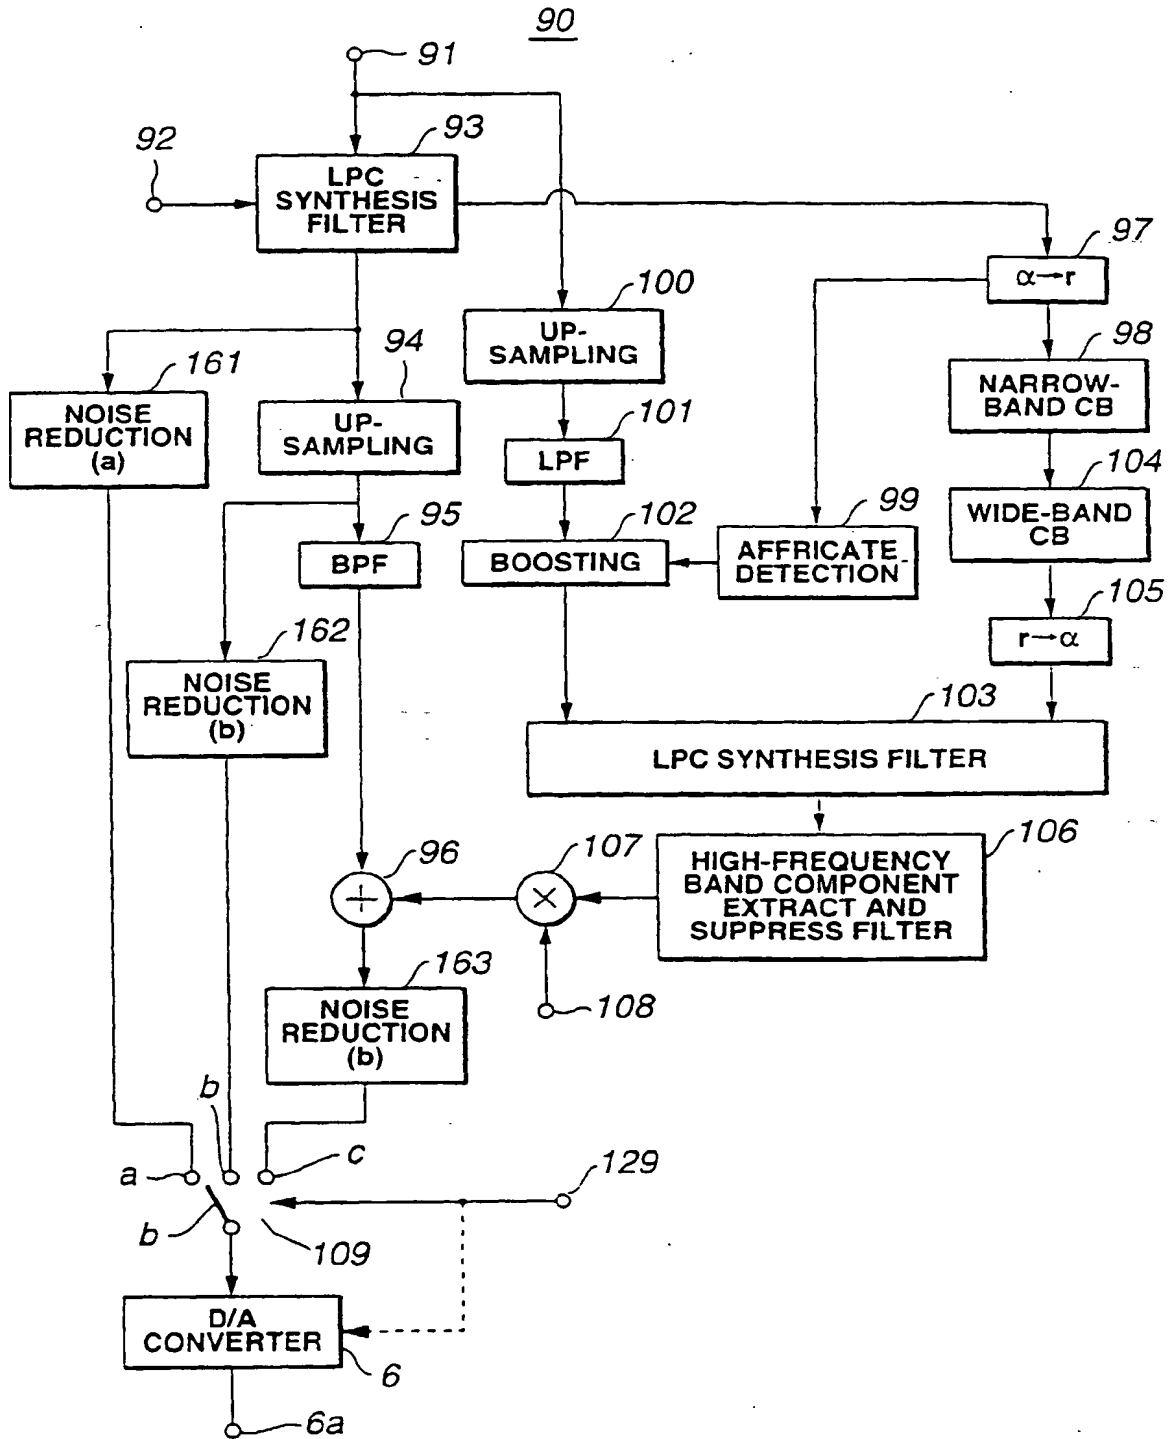 90
91
92
93
LPC
SYNTHESIS
FILTER
97
α→r
100
UP-
SAMPLING
94
UP-
SAMPLING
161
NOISE
REDUCTION
(a)
98
NARROW-
BAND CB
101
LPF
104
WIDE-BAND
CB
95
BPF
102
BOOSTING
99
AFFRICATE
DETECTION
105
r→α
162
NOISE
REDUCTION
(b)
103
LPC SYNTHESIS FILTER
96
+
107
×
106
HIGH-FREQUENCY
BAND COMPONENT
EXTRACT AND
SUPPRESS FILTER
163
NOISE
REDUCTION
(b)
108
b
a
c
129
b
109
D/A
CONVERTER
6
6a